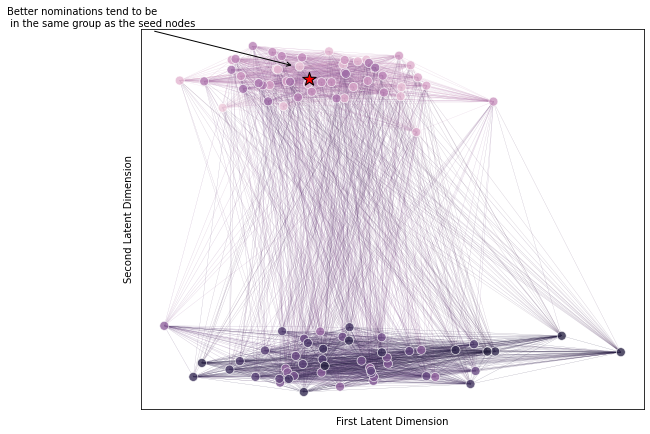 Better nominations tend to be
in the same group as the seed nodes
Second Latent Dimension
First Latent Dimension